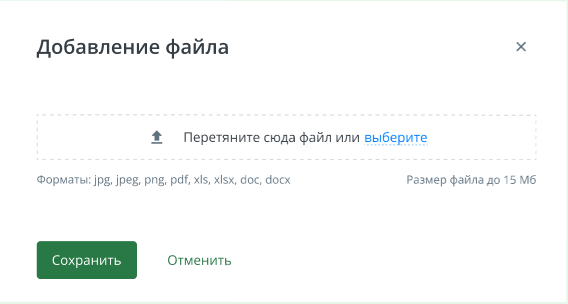 Добавление файла
Перетяните сюда файл или выберите
Форматы: jpg, jpeg, png, pdf, xls, xlsx, doc, docx
Размер файла до 15 Мб
Сохранить
Отменить